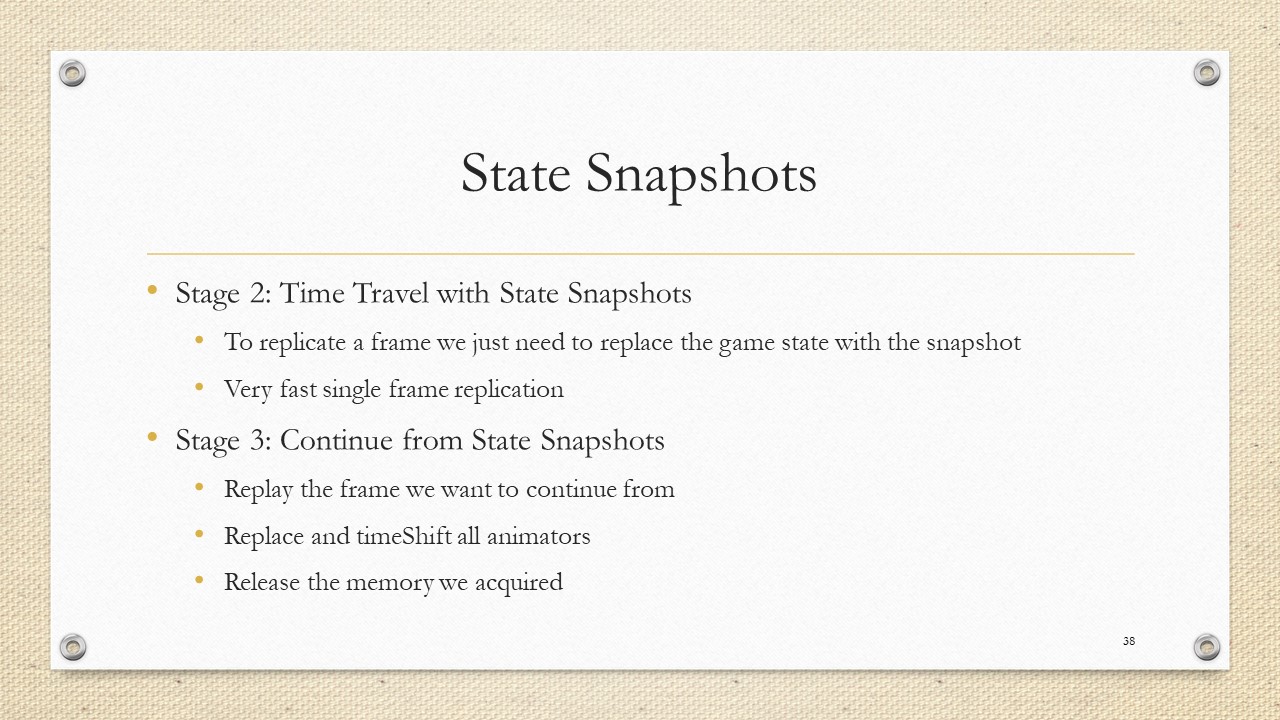 State Snapshots
• Stage 2: Time Travel with State Snapshots
• To replicate a frame we just need to replace the game state with the snapshot
• Very fast single frame replication
• Stage 3: Continue from State Snapshots
• Replay the frame we want to continue from
• Replace and timeShift all animators
• Release the memory we acquired
38